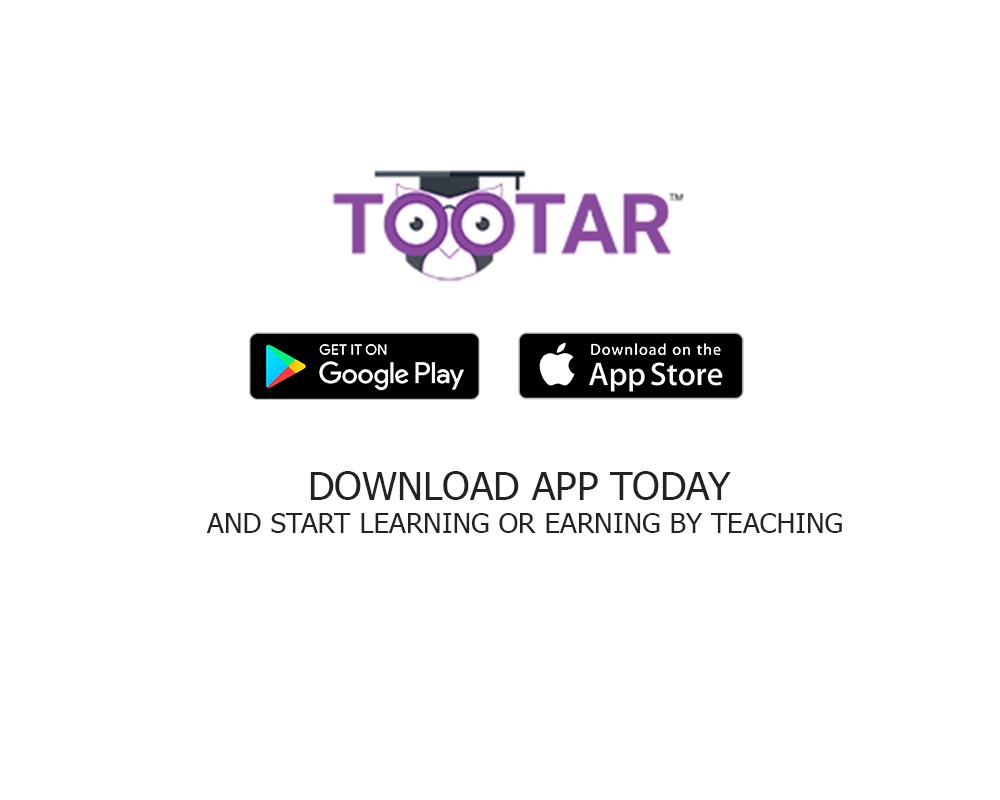 TOOTAR™
GET IT ON
Google Play
Download on the
App Store
DOWNLOAD APP TODAY
AND START LEARNING OR EARNING BY TEACHING